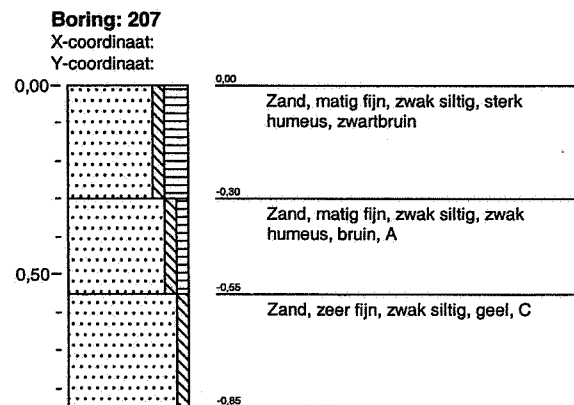 Boring: 207
X-coordinaat:
Y-coordinaat:
0,00
0,00
Zand, matig fijn, zwak siltig, sterk
humeus, zwartbruin
-0,30
Zand, matig fijn, zwak siltig, zwak
humeus, bruin, A
0,50
-0,55
Zand, zeer fijn, zwak siltig, geel, C
-0,85